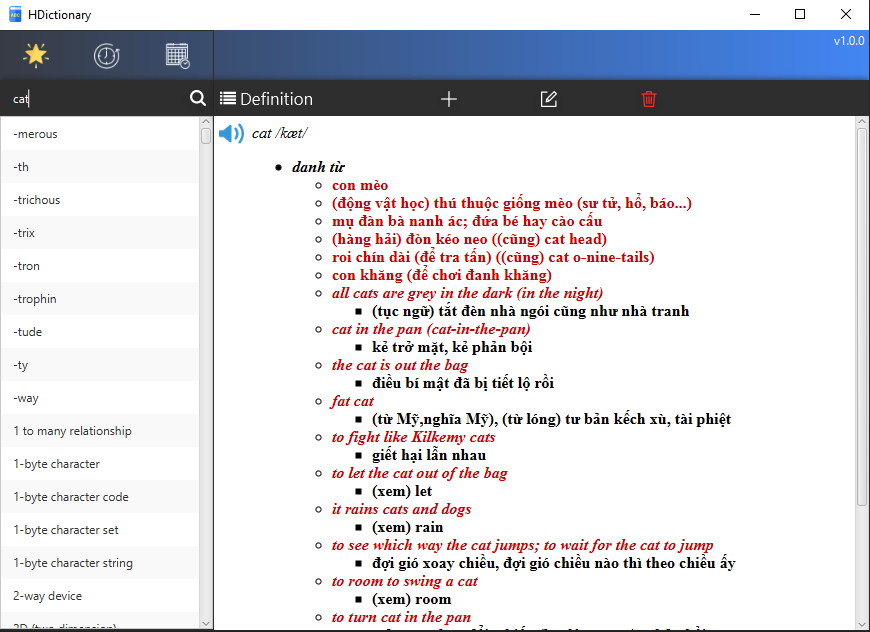 HDictionary
v1.0.0
cat
Definition
-merous
-th
-trichous
-trix
-tron
-trophin
-tude
-ty
-way
1 to many relationship
1-byte character
1-byte character code
1-byte character set
1-byte character string
2-way device
cat /kæt/
danh từ
con mèo
(động vật học) thú thuộc giống mèo (sư tử, hổ, báo...)
mụ đàn bà nanh ác; đứa bé hay cào cấu
(hàng hải) đòn kéo neo ((cũng) cat head)
roi chín dài (để tra tấn) ((cũng) cat o-nine-tails)
con khăng (để chơi đanh khăng)
all cats are grey in the dark (in the night)
(tục ngữ) tắt đèn nhà ngói cũng như nhà tranh
cat in the pan (cat-in-the-pan)
kẻ trở mặt, kẻ phản bội
the cat is out the bag
điều bí mật đã bị tiết lộ rồi
fat cat
(từ Mỹ,nghĩa Mỹ), (từ lóng) tư bản kếch xù, tài phiệt
to fight like Kilkemy cats
giết hại lẫn nhau
to let the cat out of the bag
(xem) let
it rains cats and dogs
(xem) rain
to see which way the cat jumps; to wait for the cat to jump
đợi gió xoay chiều, đợi gió chiều nào thì theo chiều ấy
to room to swing a cat
(xem) room
to turn cat in the pan